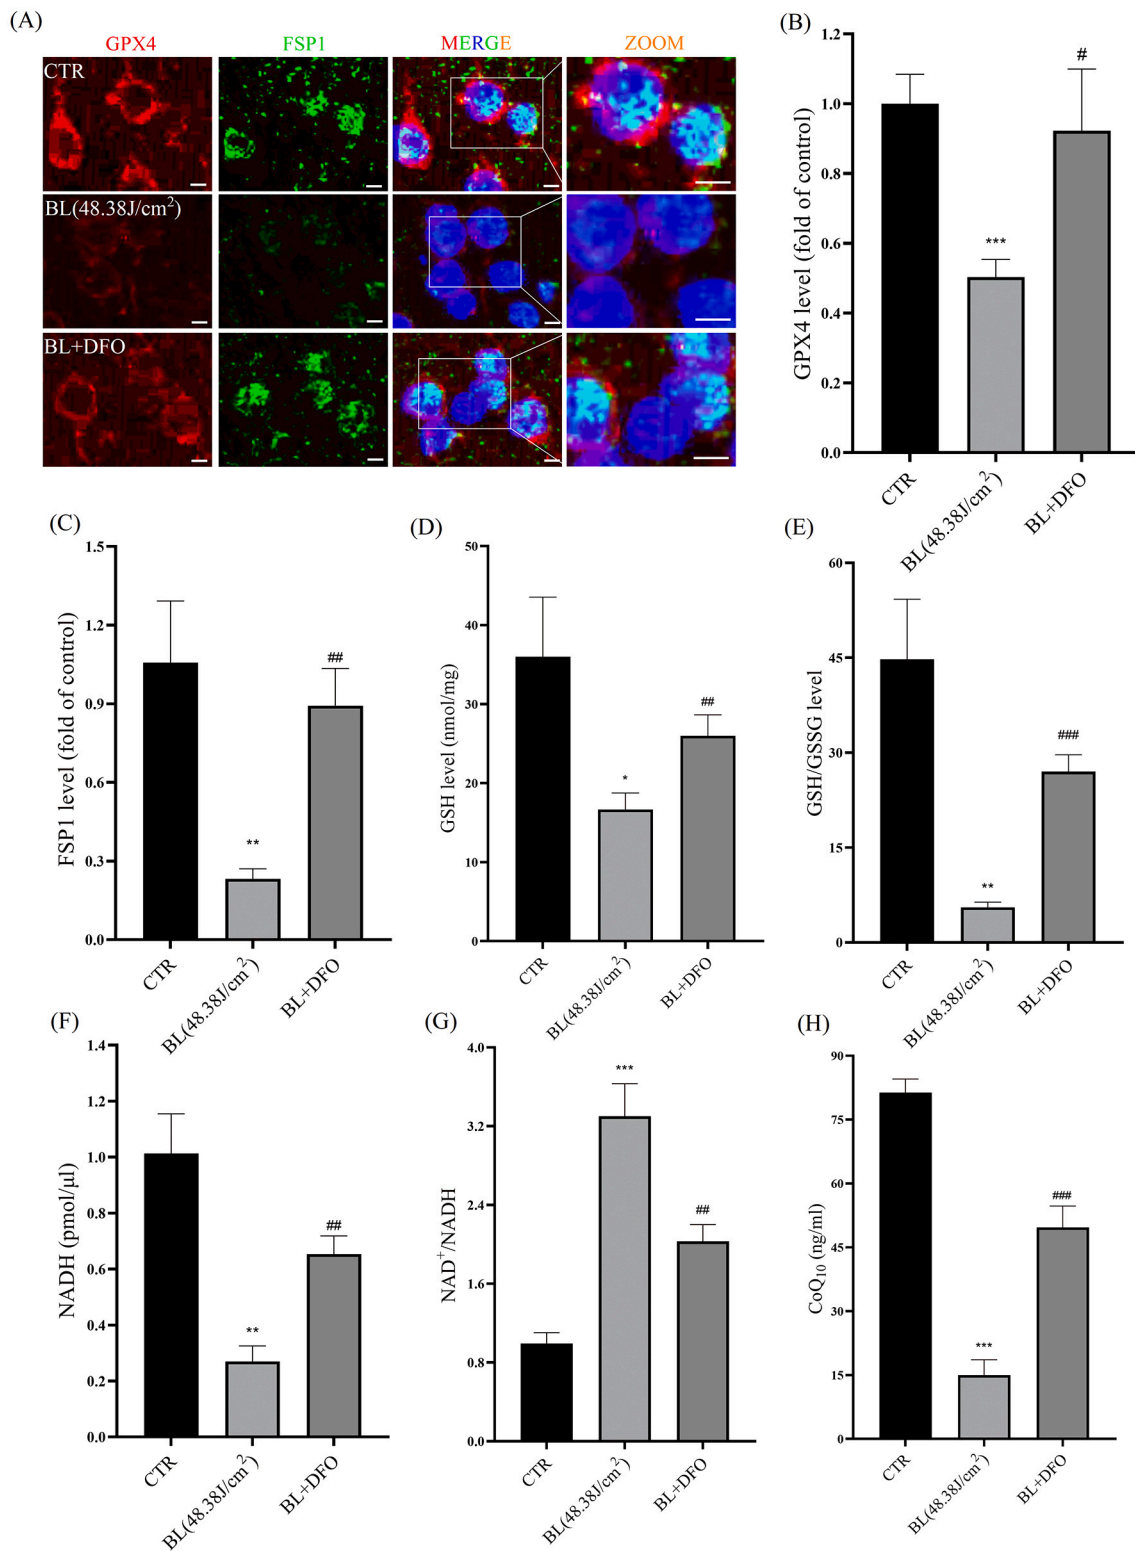 (A)
GPX4
FSP1
MERGE
ZOOM
CTR
BL(48.38J/cm²)
BL+DFO
(B)
GPX4 level (fold of control)
1.2
1.0
0.8
0.6
0.4
0.2
0.0
***
#
CTR
BL(48.38J/cm²)
BL+DFO
(C)
FSP1 level (fold of control)
1.5
1.2
0.9
0.6
0.3
0.0
**
##
CTR
BL(48.38J/cm²)
BL+DFO
(D)
GSH level (nmol/mg)
50
40
30
20
10
0
*
##
CTR
BL(48.38J/cm²)
BL+DFO
(E)
GSH/GSSG level
60
45
30
15
0
**
###
CTR
BL(48.38J/cm²)
BL+DFO
(F)
NADH (pmol/µl)
1.4
1.2
1.0
0.8
0.6
0.4
0.2
0.0
**
##
CTR
BL(48.38J/cm²)
BL+DFO
(G)
NAD⁺/NADH
4.0
3.2
2.4
1.6
0.8
0.0
***
##
CTR
BL(48.38J/cm²)
BL+DFO
(H)
CoQ₁₀ (ng/ml)
90
75
60
45
30
15
0
***
###
CTR
BL(48.38J/cm²)
BL+DFO